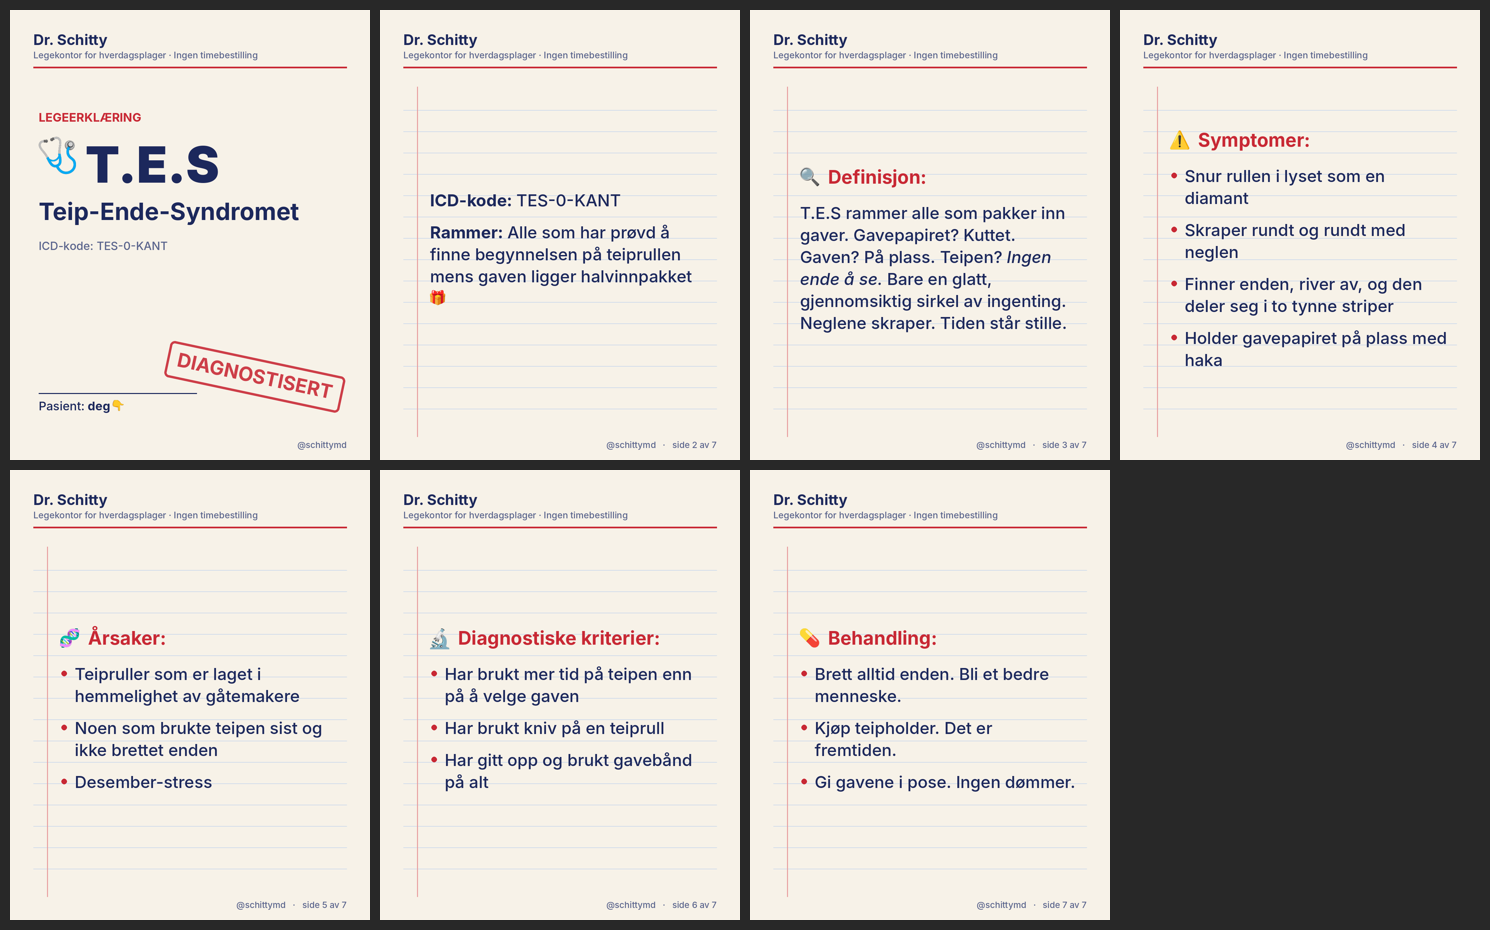 Dr. Schitty
Legekontor for hverdagsplager · Ingen timebestilling
LEGEERKLÆRING
🩺 T.E.S
Teip-Ende-Syndromet
ICD-kode: TES-0-KANT
DIAGNOSTISERT
Pasient: deg👇
@schittymd
Dr. Schitty
Legekontor for hverdagsplager · Ingen timebestilling
ICD-kode: TES-0-KANT
Rammer: Alle som har prøvd å
finne begynnelsen på teiprullen
mens gaven ligger halvinnpakket
🎁
@schittymd · side 2 av 7
Dr. Schitty
Legekontor for hverdagsplager · Ingen timebestilling
🔍 Definisjon:
T.E.S rammer alle som pakker inn
gaver. Gavepapiret? Kuttet.
Gaven? På plass. Teipen? Ingen
ende å se. Bare en glatt,
gjennomsiktig sirkel av ingenting.
Neglene skraper. Tiden står stille.
@schittymd · side 3 av 7
Dr. Schitty
Legekontor for hverdagsplager · Ingen timebestilling
⚠️ Symptomer:
• Snur rullen i lyset som en
diamant
• Skraper rundt og rundt med
neglen
• Finner enden, river av, og den
deler seg i to tynne striper
• Holder gavepapiret på plass med
haka
@schittymd · side 4 av 7
Dr. Schitty
Legekontor for hverdagsplager · Ingen timebestilling
🧬 Årsaker:
• Teipruller som er laget i
hemmelighet av gåtemakere
• Noen som brukte teipen sist og
ikke brettet enden
• Desember-stress
@schittymd · side 5 av 7
Dr. Schitty
Legekontor for hverdagsplager · Ingen timebestilling
🔬 Diagnostiske kriterier:
• Har brukt mer tid på teipen enn
på å velge gaven
• Har brukt kniv på en teiprull
• Har gitt opp og brukt gavebånd
på alt
@schittymd · side 6 av 7
Dr. Schitty
Legekontor for hverdagsplager · Ingen timebestilling
💊 Behandling:
• Brett alltid enden. Bli et bedre
menneske.
• Kjøp teipholder. Det er
fremtiden.
• Gi gavene i pose. Ingen dømmer.
@schittymd · side 7 av 7